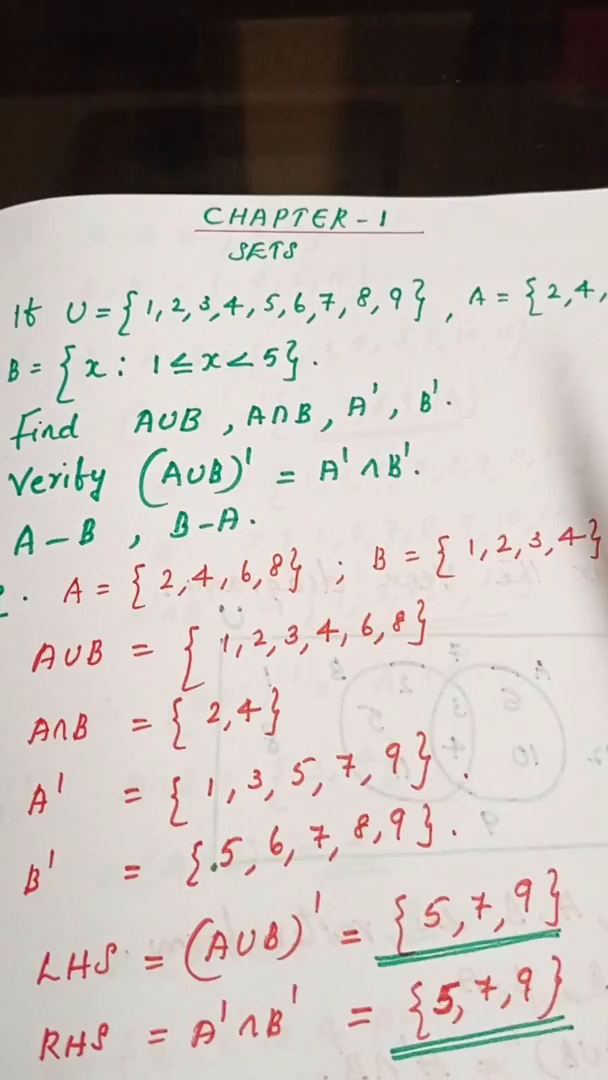 CHAPTER - 1
SETS
If U = {1, 2, 3, 4, 5, 6, 7, 8, 9}, A = {2, 4,
B = {x : 1 ≤ x < 5}.
Find A∪B, A∩B, A', B'.
Verify (A∪B)' = A' ∩ B'.
A - B, B - A.
A = {2, 4, 6, 8} ; B = {1, 2, 3, 4}
A∪B = {1, 2, 3, 4, 6, 8}
A∩B = {2, 4}
A' = {1, 3, 5, 7, 9}.
B' = {5, 6, 7, 8, 9}.
LHS = (A∪B)' = {5, 7, 9}
RHS = A' ∩ B' = {5, 7, 9}